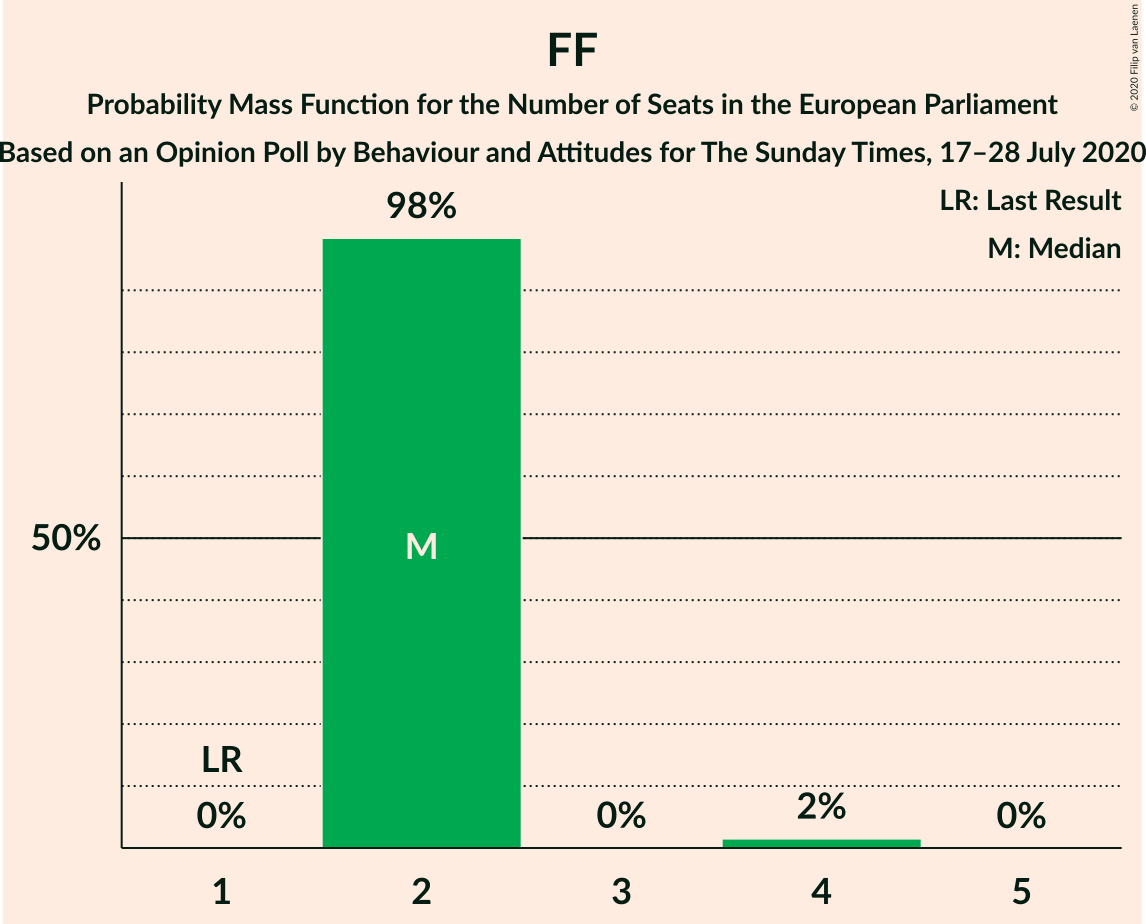 FF
Probability Mass Function for the Number of Seats in the European Parliament
Based on an Opinion Poll by Behaviour and Attitudes for The Sunday Times, 17–28 July 2020
© 2020 Filip van Laenen
LR: Last Result
M: Median
98%
50%
M
LR
0%
0%
2%
0%
1
2
3
4
5